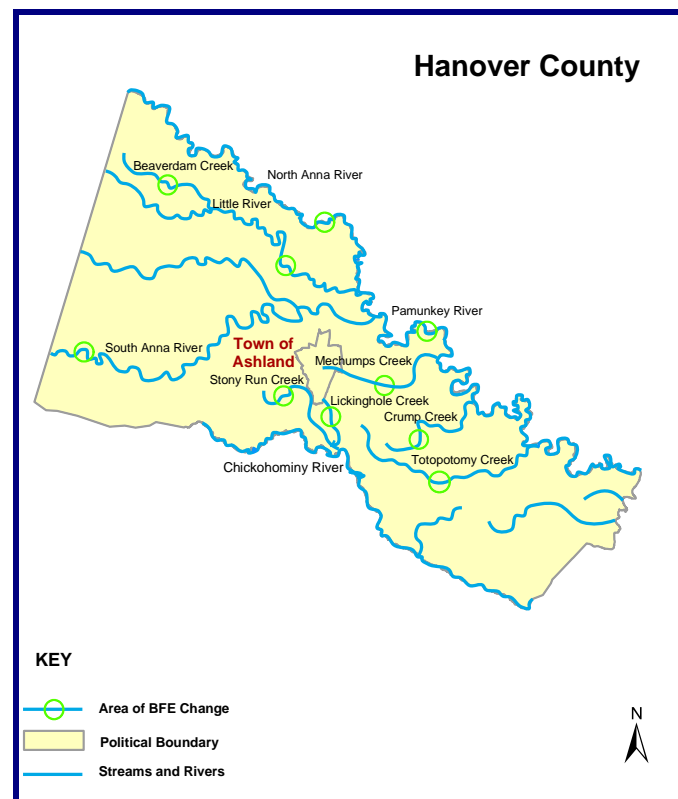 Hanover County
Beaverdam Creek
North Anna River
Little River
Pamunkey River
South Anna River
Town of
Ashland
Mechumps Creek
Stony Run Creek
Lickinghole Creek
Crump Creek
Totopotomy Creek
Chickohominy River
KEY
Area of BFE Change
Political Boundary
Streams and Rivers
N